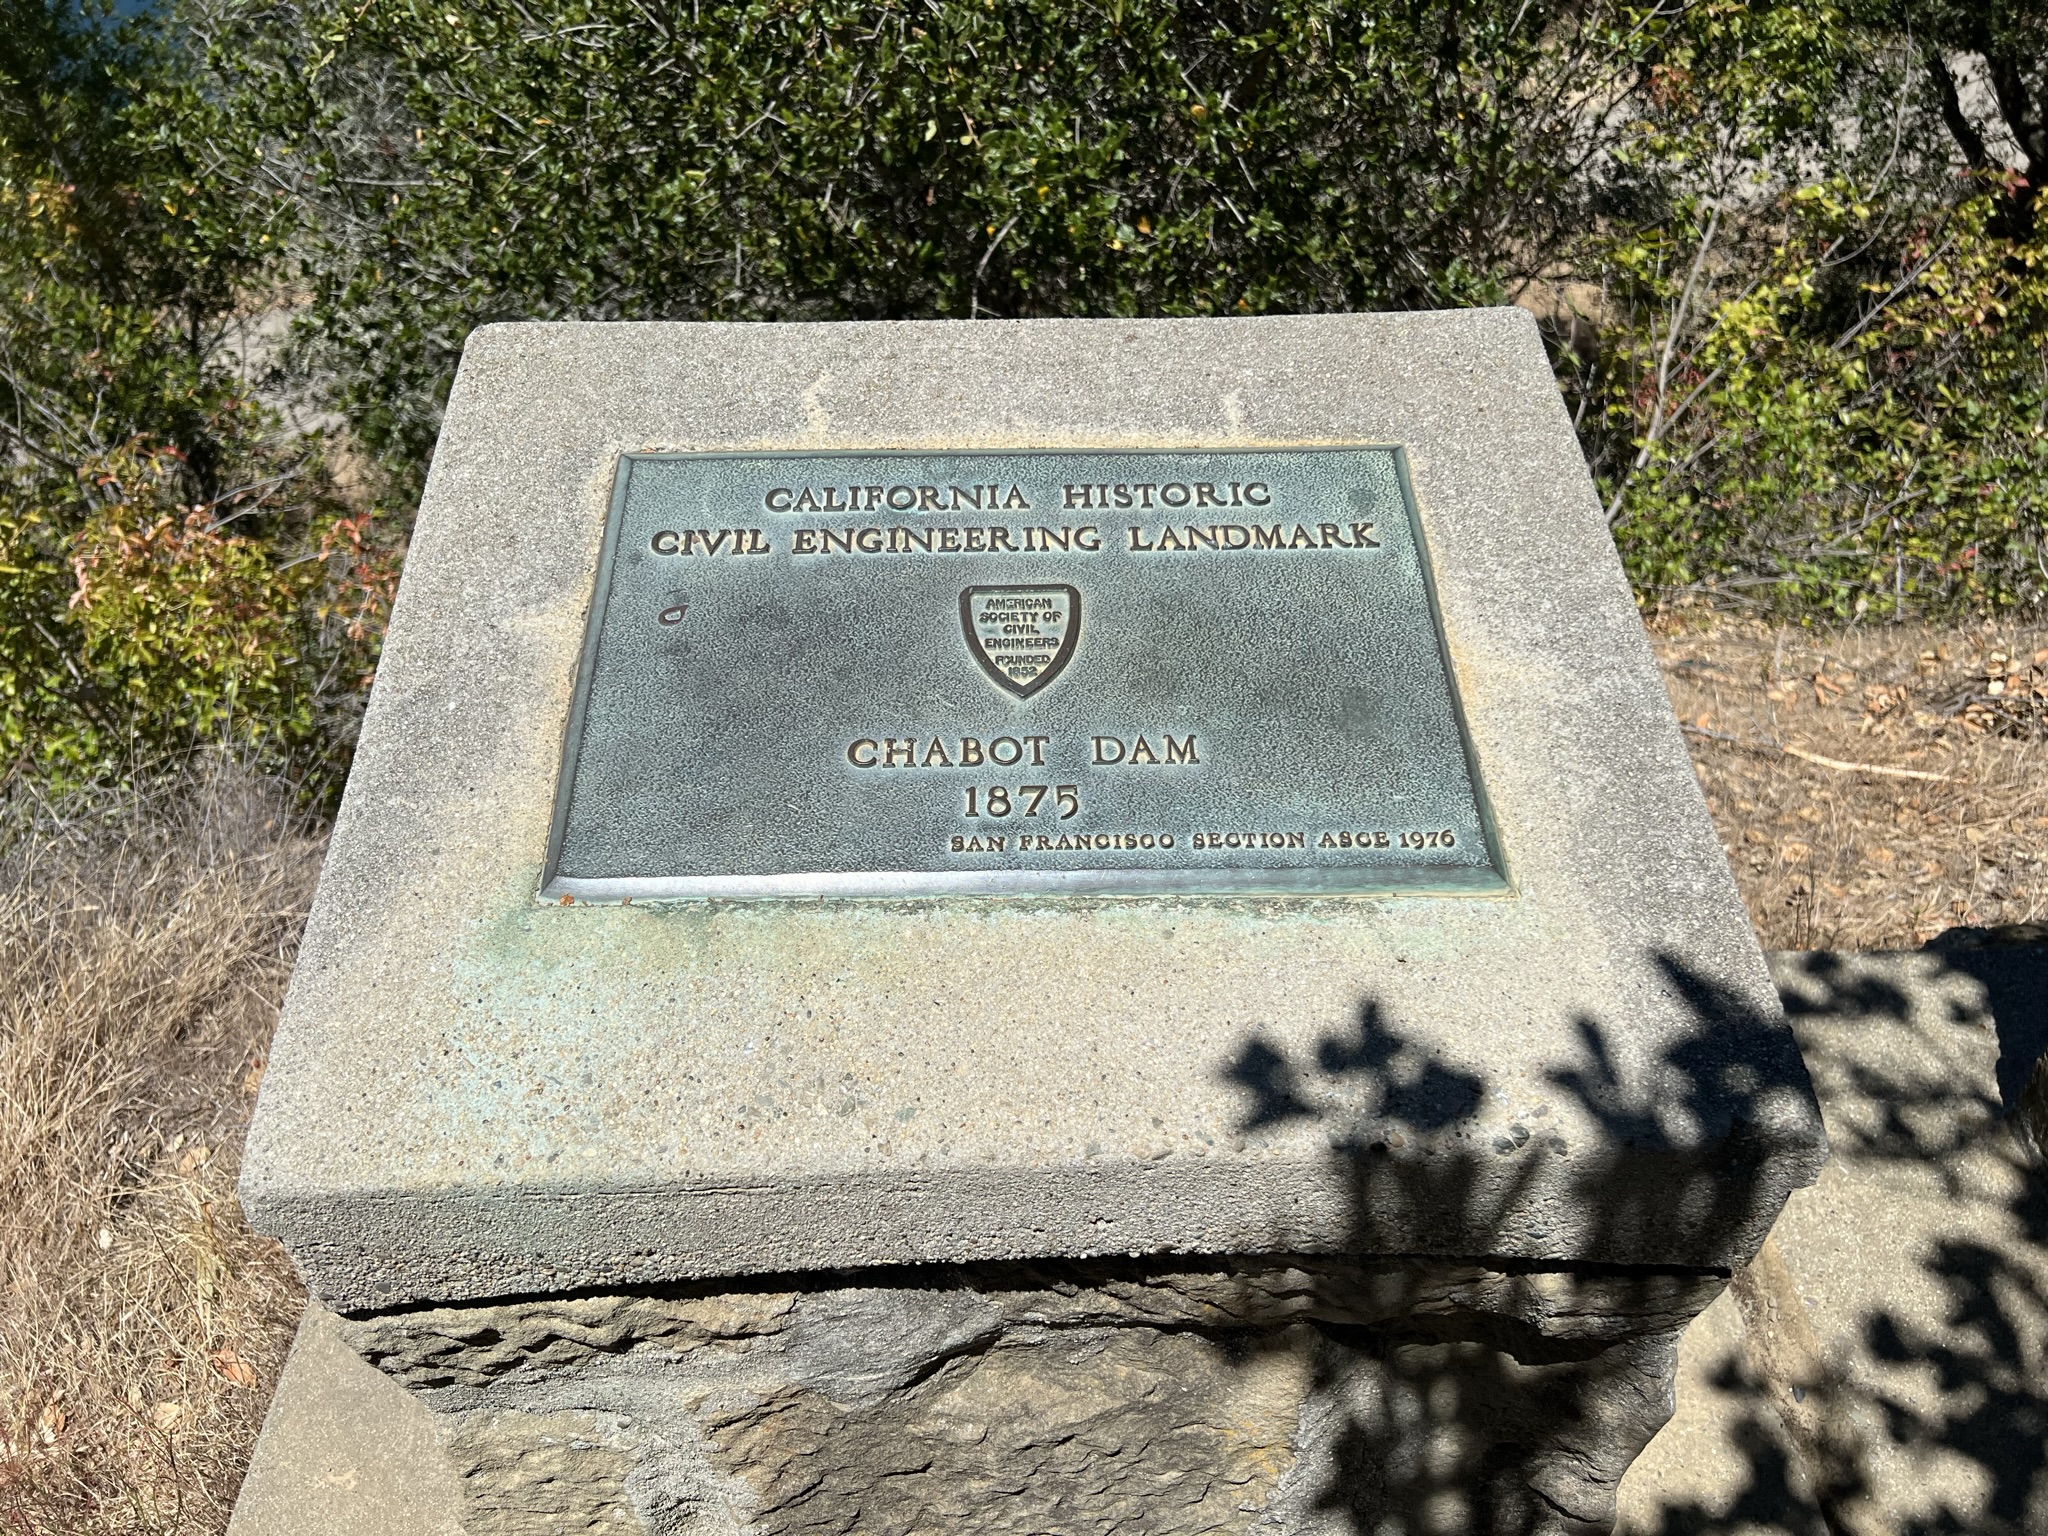 CALIFORNIA HISTORIC
CIVIL ENGINEERING LANDMARK
AMERICAN
SOCIETY OF
CIVIL
ENGINEERS
FOUNDED
1852
CHABOT DAM
1875
SAN FRANCISCO SECTION ASCE 1976